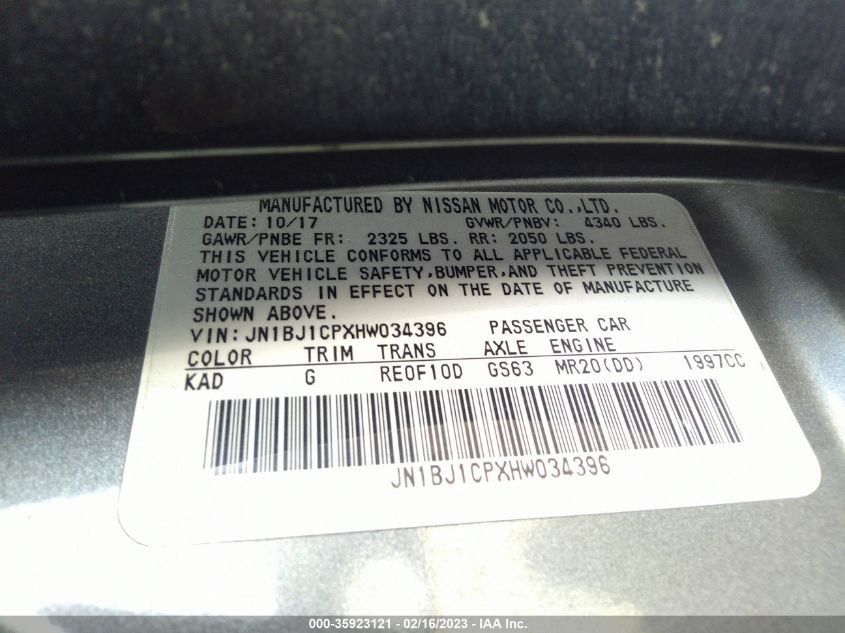 MANUFACTURED BY NISSAN MOTOR CO.,LTD.
DATE: 10/17 GVWR/PNBV: 4340 LBS.
GAWR/PNBE FR: 2325 LBS. RR: 2050 LBS.
THIS VEHICLE CONFORMS TO ALL APPLICABLE FEDERAL
MOTOR VEHICLE SAFETY,BUMPER,AND THEFT PREVENTION
STANDARDS IN EFFECT ON THE DATE OF MANUFACTURE
SHOWN ABOVE.
VIN: JN1BJ1CPXHW034396 PASSENGER CAR
COLOR TRIM TRANS AXLE ENGINE
KAD G RE0F10D GS63 MR20(DD) 1997CC
JN1BJ1CPXHW034396
000-35923121 - 02/16/2023 - IAA Inc.